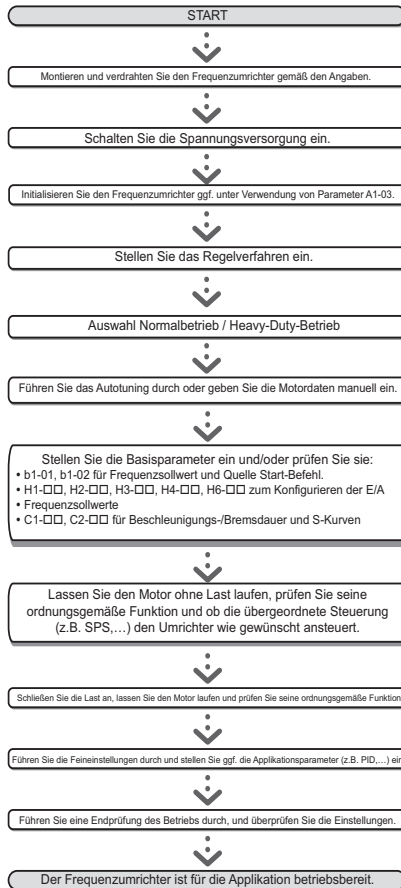 START
Montieren und verdrahten Sie den Frequenzumrichter gemäß den Angaben.
Schalten Sie die Spannungsversorgung ein.
Initialisieren Sie den Frequenzumrichter ggf. unter Verwendung von Parameter A1-03.
Stellen Sie das Regelverfahren ein.
Auswahl Normalbetrieb / Heavy-Duty-Betrieb
Führen Sie das Autotuning durch oder geben Sie die Motordaten manuell ein.
Stellen Sie die Basisparameter ein und/oder prüfen Sie sie:
• b1-01, b1-02 für Frequenzsollwert und Quelle Start-Befehl.
• H1-□□, H2-□□, H3-□□, H4-□□, H6-□□ zum Konfigurieren der E/A
• Frequenzsollwerte
• C1-□□, C2-□□ für Beschleunigungs-/Bremsdauer und S-Kurven
Lassen Sie den Motor ohne Last laufen, prüfen Sie seine
ordnungsgemäße Funktion und ob die übergeordnete Steuerung
(z.B. SPS,…) den Umrichter wie gewünscht ansteuert.
Schließen Sie die Last an, lassen Sie den Motor laufen und prüfen Sie seine ordnungsgemäße Funktion
Führen Sie die Feineinstellungen durch und stellen Sie ggf. die Applikationsparameter (z.B. PID,…) ein
Führen Sie eine Endprüfung des Betriebs durch, und überprüfen Sie die Einstellungen.
Der Frequenzumrichter ist für die Applikation betriebsbereit.